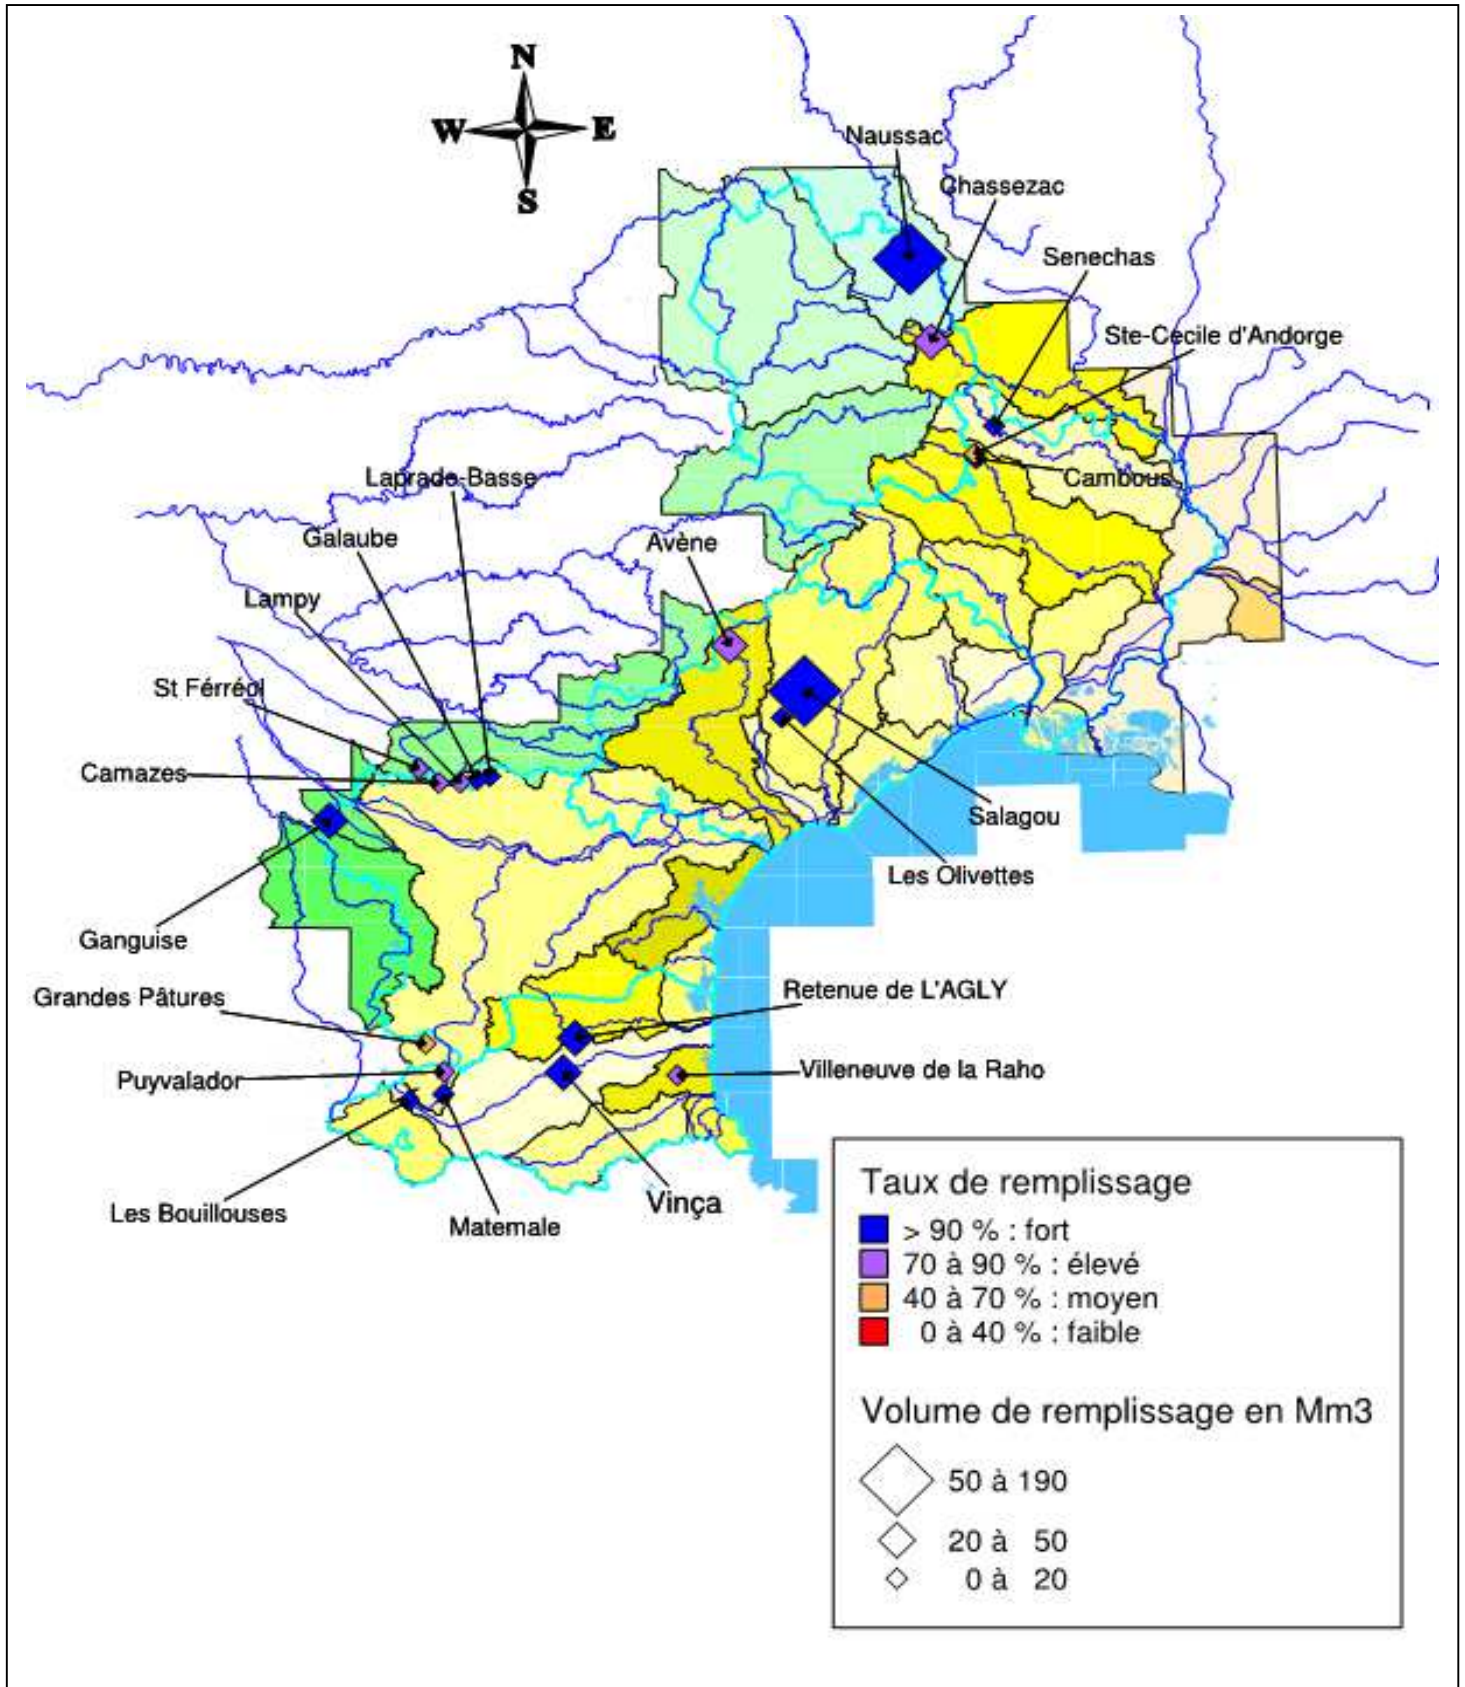 N
W E
S
Naussac
Chassezac
Senechas
Ste-Cecile d'Andorge
Cambous
Laprade-Basse
Galaube
Avène
Lampy
St Férréol
Camazes
Salagou
Les Olivettes
Ganguise
Grandes Pâtures
Retenue de L'AGLY
Puyvalador
Villeneuve de la Raho
Les Bouillouses
Vinça
Matemale
Taux de remplissage
> 90 % : fort
70 à 90 % : élevé
40 à 70 % : moyen
0 à 40 % : faible
Volume de remplissage en Mm3
50 à 190
20 à 50
0 à 20